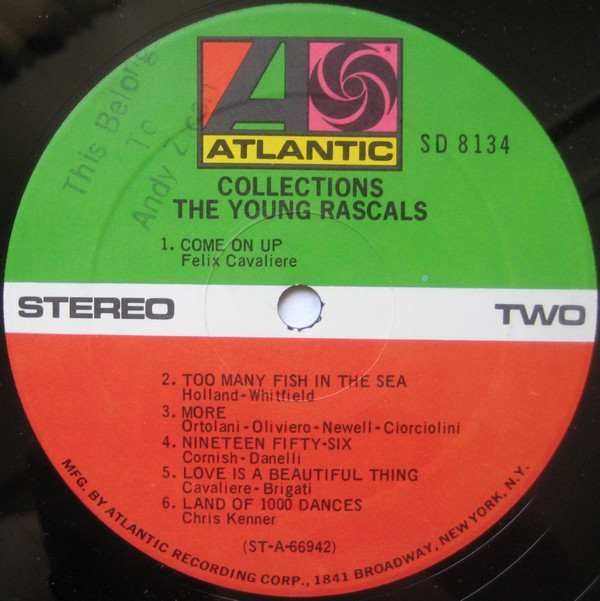 This Belong
To
Andy
ATLANTIC
SD 8134
COLLECTIONS
THE YOUNG RASCALS
1. COME ON UP
Felix Cavaliere
STEREO
TWO
2. TOO MANY FISH IN THE SEA
Holland-Whitfield
3. MORE
Ortolani-Oliviero-Newell-Ciorciolini
4. NINETEEN FIFTY-SIX
Cornish-Danelli
5. LOVE IS A BEAUTIFUL THING
Cavaliere-Brigati
6. LAND OF 1000 DANCES
Chris Kenner
(ST-A-66942)
MFG. BY ATLANTIC RECORDING CORP., 1841 BROADWAY, NEW YORK, N.Y.